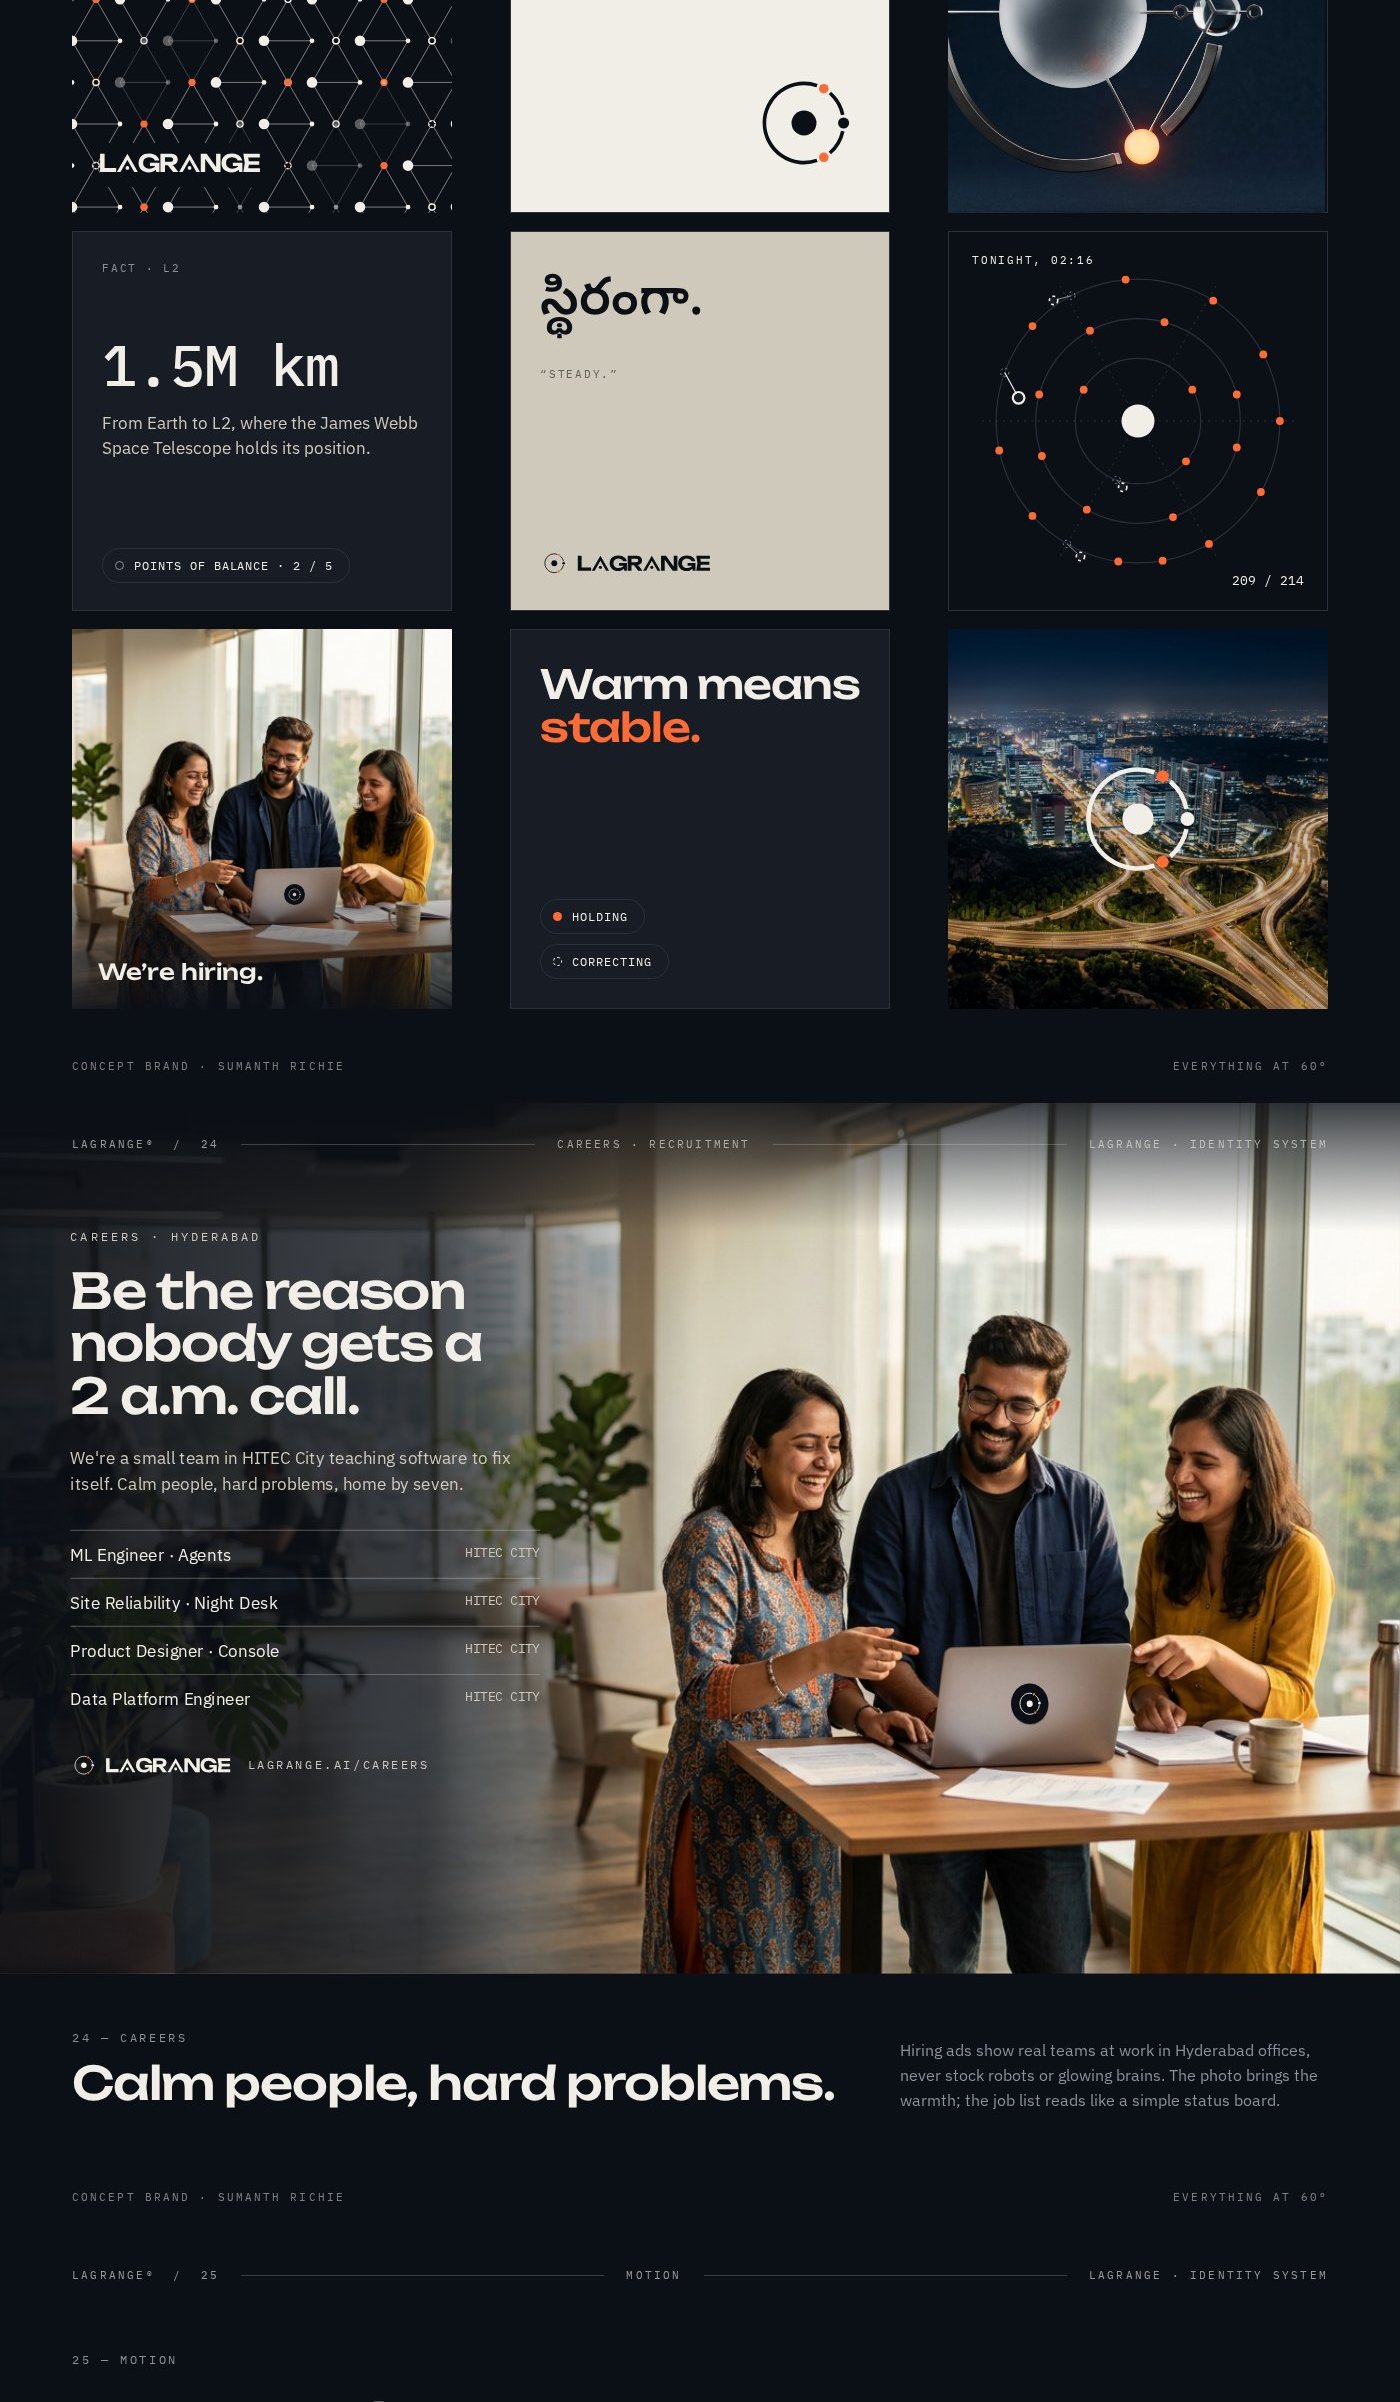 LAGRANGE
FACT · L2
1.5M km
From Earth to L2, where the James Webb
Space Telescope holds its position.
POINTS OF BALANCE · 2 / 5
స్థిరంగా.
“STEADY.”
LAGRANGE
TONIGHT, 02:16
209 / 214
We’re hiring.
Warm means
stable.
HOLDING
CORRECTING
CONCEPT BRAND · SUMANTH RICHIE
EVERYTHING AT 60°
LAGRANGE® / 24
CAREERS · RECRUITMENT
LAGRANGE · IDENTITY SYSTEM
CAREERS · HYDERABAD
Be the reason
nobody gets a
2 a.m. call.
We're a small team in HITEC City teaching software to fix
itself. Calm people, hard problems, home by seven.
ML Engineer · Agents HITEC CITY
Site Reliability · Night Desk HITEC CITY
Product Designer · Console HITEC CITY
Data Platform Engineer HITEC CITY
LAGRANGE LAGRANGE.AI/CAREERS
24 — CAREERS
Calm people, hard problems.
Hiring ads show real teams at work in Hyderabad offices,
never stock robots or glowing brains. The photo brings the
warmth; the job list reads like a simple status board.
CONCEPT BRAND · SUMANTH RICHIE
EVERYTHING AT 60°
LAGRANGE® / 25
MOTION
LAGRANGE · IDENTITY SYSTEM
25 — MOTION